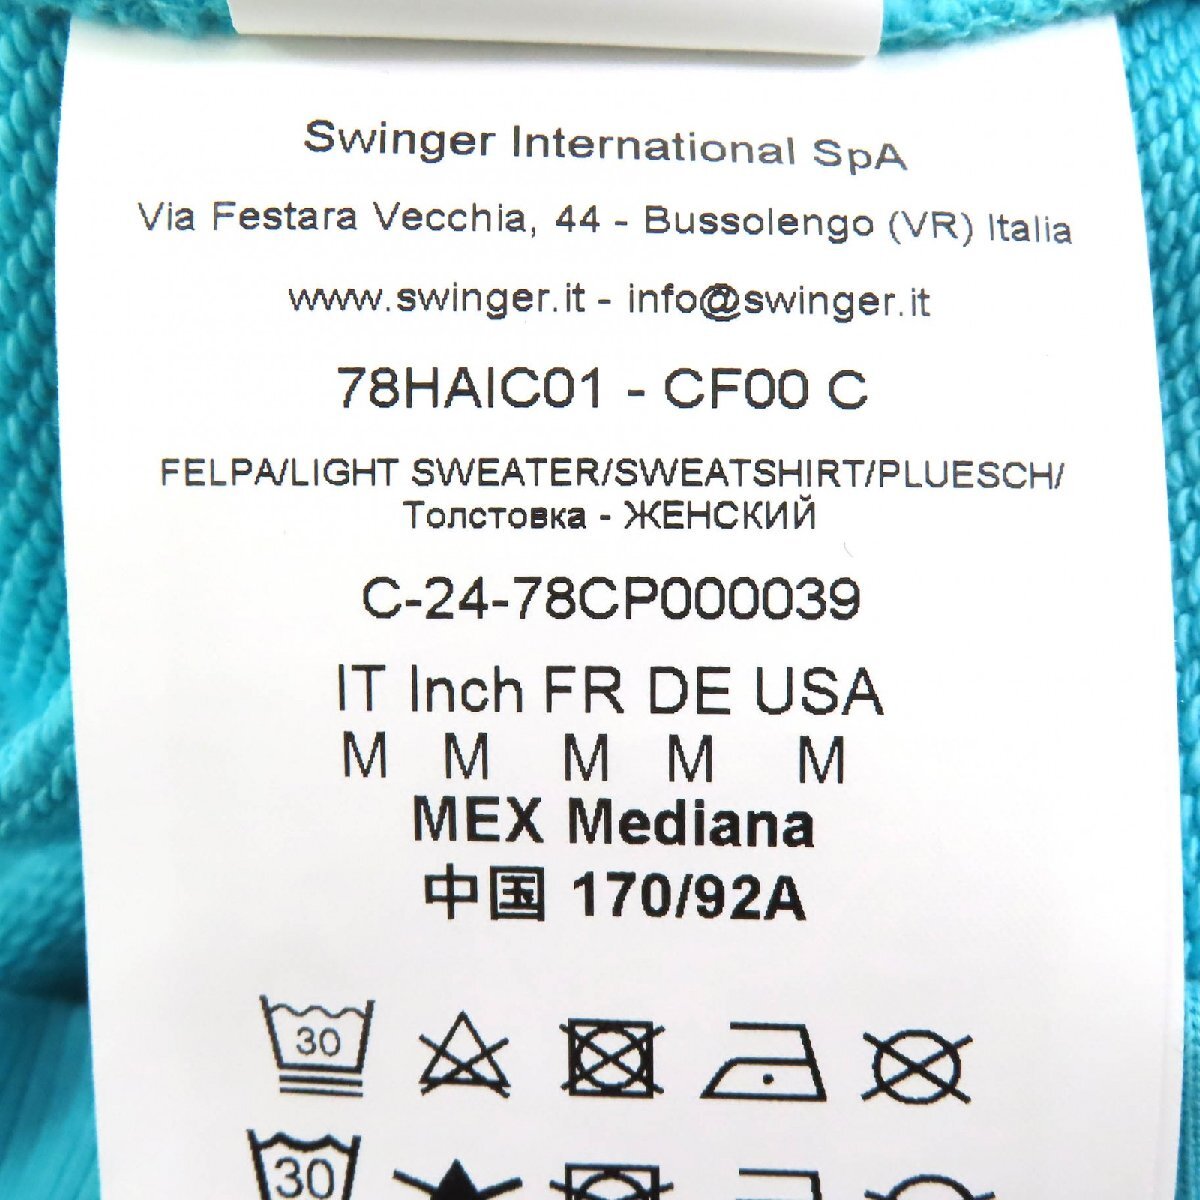 Swinger International SpA
Via Festara Vecchia, 44 - Bussolengo (VR) Italia
www.swinger.it - info@swinger.it
78HAIC01 - CF00 C
FELPA/LIGHT SWEATER/SWEATSHIRT/PLUESCH/
Толстовка - ЖЕНСКИЙ
C-24-78CP000039
IT Inch FR DE USA
M M M M M
MEX Mediana
中国 170/92A
30
30